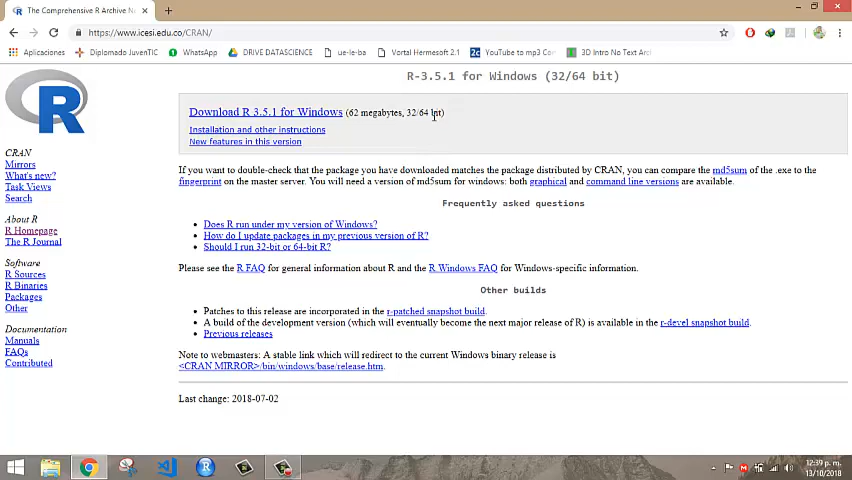 The Comprehensive R Archive N
https://www.icesi.edu.co/CRAN/
Aplicaciones
Diplomado JuvenTIC
WhatsApp
DRIVE DATASCIENCE
ue-le-ba
Vortal Hermesoft 2.1
YouTube to mp3 Com
3D Intro No Text
R
R-3.5.1 for Windows (32/64 bit)
Download R 3.5.1 for Windows (62 megabytes, 32/64 bit)
Installation and other instructions
New features in this version
CRAN
Mirrors
What's new?
Task Views
Search
About R
R Homepage
The R Journal
Software
R Sources
R Binaries
Packages
Other
Documentation
Manuals
FAQs
Contributed
If you want to double-check that the package you have downloaded matches the package distributed by CRAN, you can compare the md5sum of the .exe to the
fingerprint on the master server. You will need a version of md5sum for windows: both graphical and command line versions are available.
Frequently asked questions
Does R run under my version of Windows?
How do I update packages in my previous version of R?
Should I run 32-bit or 64-bit R?
Please see the R FAQ for general information about R and the R Windows FAQ for Windows-specific information.
Other builds
Patches to this release are incorporated in the r-patched snapshot build.
A build of the development version (which will eventually become the next major release of R) is available in the r-devel snapshot build.
Previous releases
Note to webmasters: A stable link which will redirect to the current Windows binary release is
<CRAN MIRROR>/bin/windows/base/release.htm.
Last change: 2018-07-02
12:39 p. m.
13/10/2018